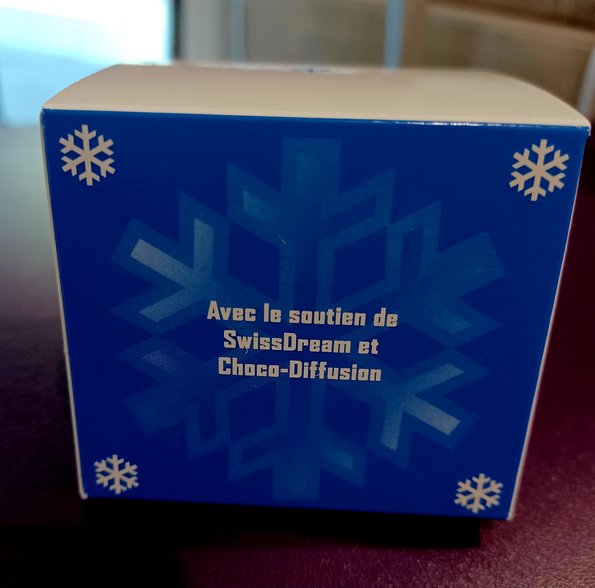 Avec le soutien de
SwissDream et
Choco-Diffusion